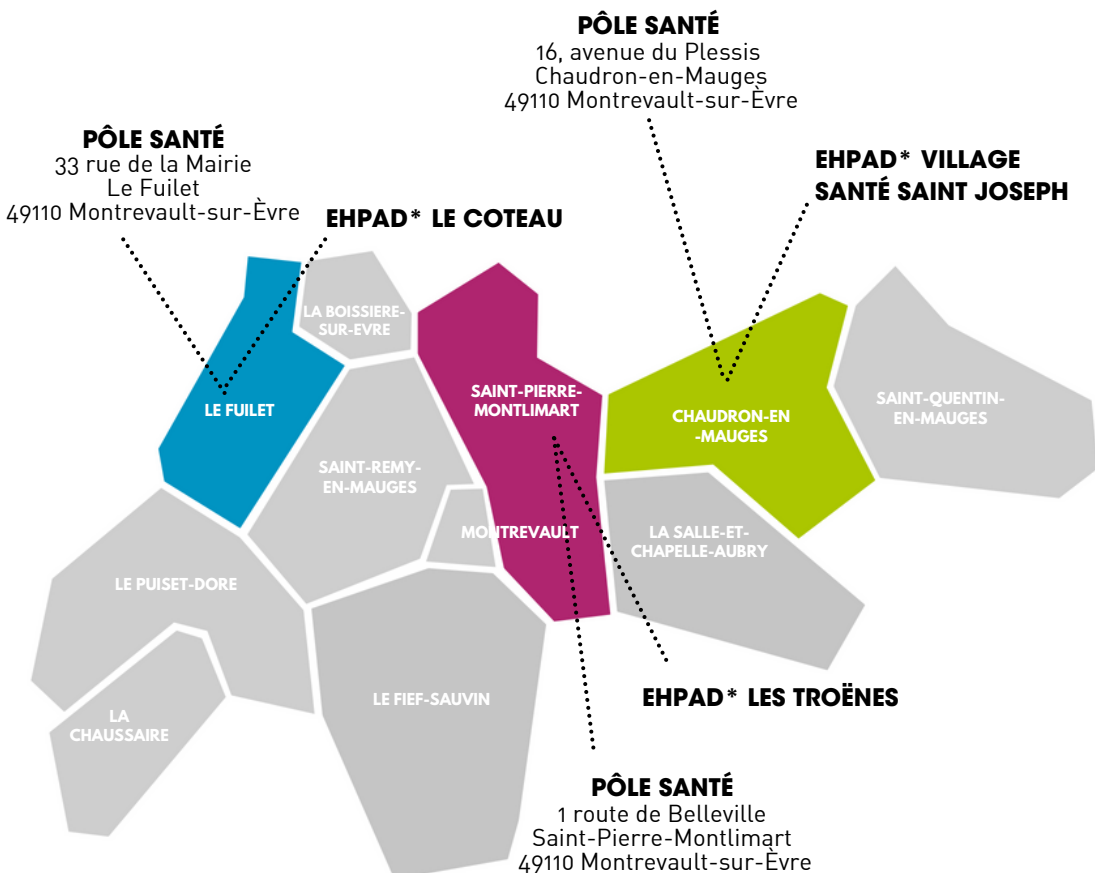 PÔLE SANTÉ
16, avenue du Plessis
Chaudron-en-Mauges
49110 Montrevault-sur-Èvre
PÔLE SANTÉ
33 rue de la Mairie
Le Fuilet
49110 Montrevault-sur-Èvre
EHPAD* LE COTEAU
EHPAD* VILLAGE
SANTÉ SAINT JOSEPH
LA BOISSIERE-
SUR-EVRE
LE FUILET
SAINT-PIERRE-
MONTLIMART
CHAUDRON-EN
-MAUGES
SAINT-QUENTIN-
EN-MAUGES
SAINT-REMY-
EN-MAUGES
MONTREVAULT
LA SALLE-ET-
CHAPELLE-AUBRY
LE PUISET-DORE
LE FIEF-SAUVIN
LA
CHAUSSAIRE
EHPAD* LES TROËNES
PÔLE SANTÉ
1 route de Belleville
Saint-Pierre-Montlimart
49110 Montrevault-sur-Èvre